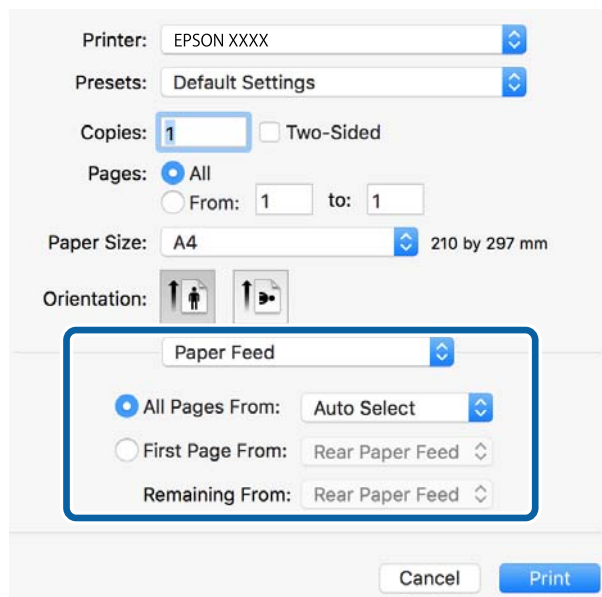 Printer: EPSON XXXX
Presets: Default Settings
Copies: 1 Two-Sided
Pages: All
From: 1 to: 1
Paper Size: A4 210 by 297 mm
Orientation:
Paper Feed
All Pages From: Auto Select
First Page From: Rear Paper Feed
Remaining From: Rear Paper Feed
Cancel Print